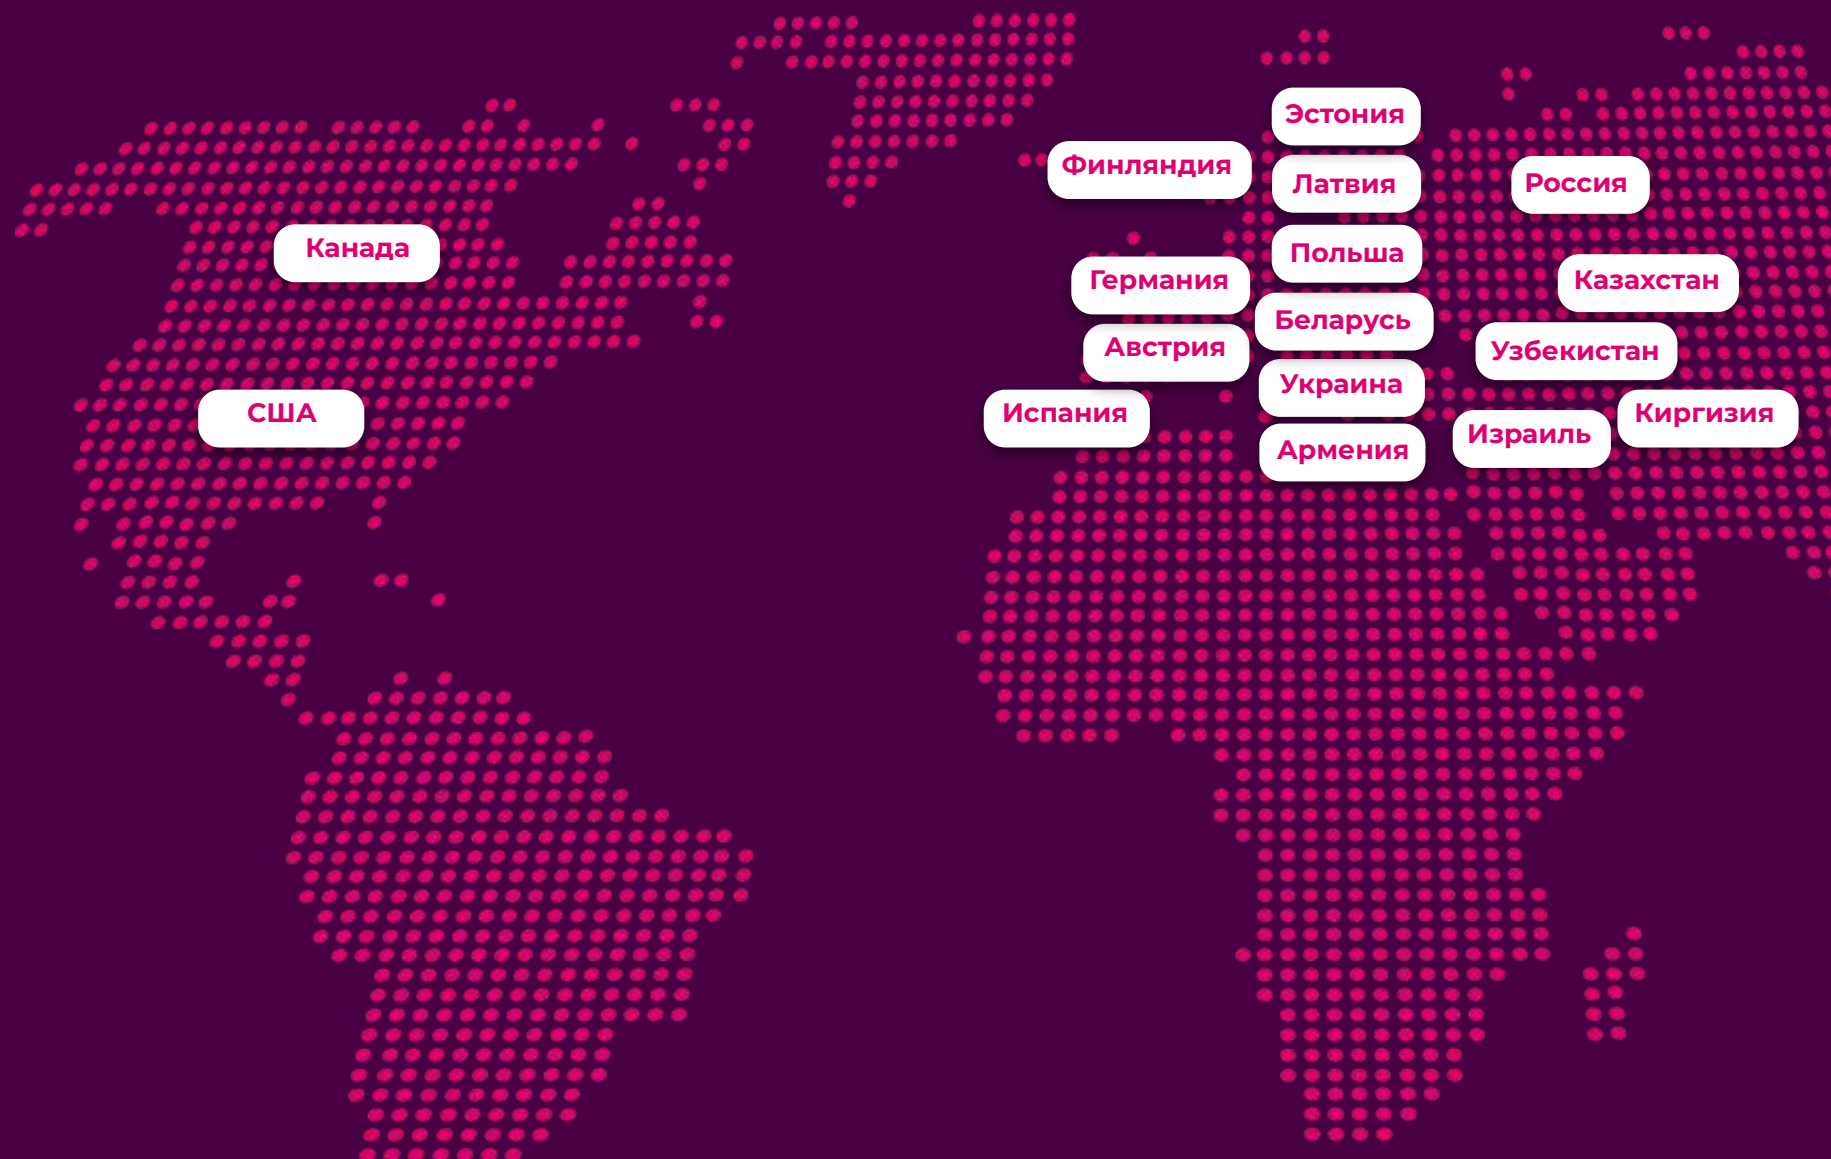 Эстония
Финляндия
Латвия
Россия
Канада
Польша
Германия
Казахстан
Беларусь
Австрия
Узбекистан
Украина
США
Испания
Киргизия
Израиль
Армения